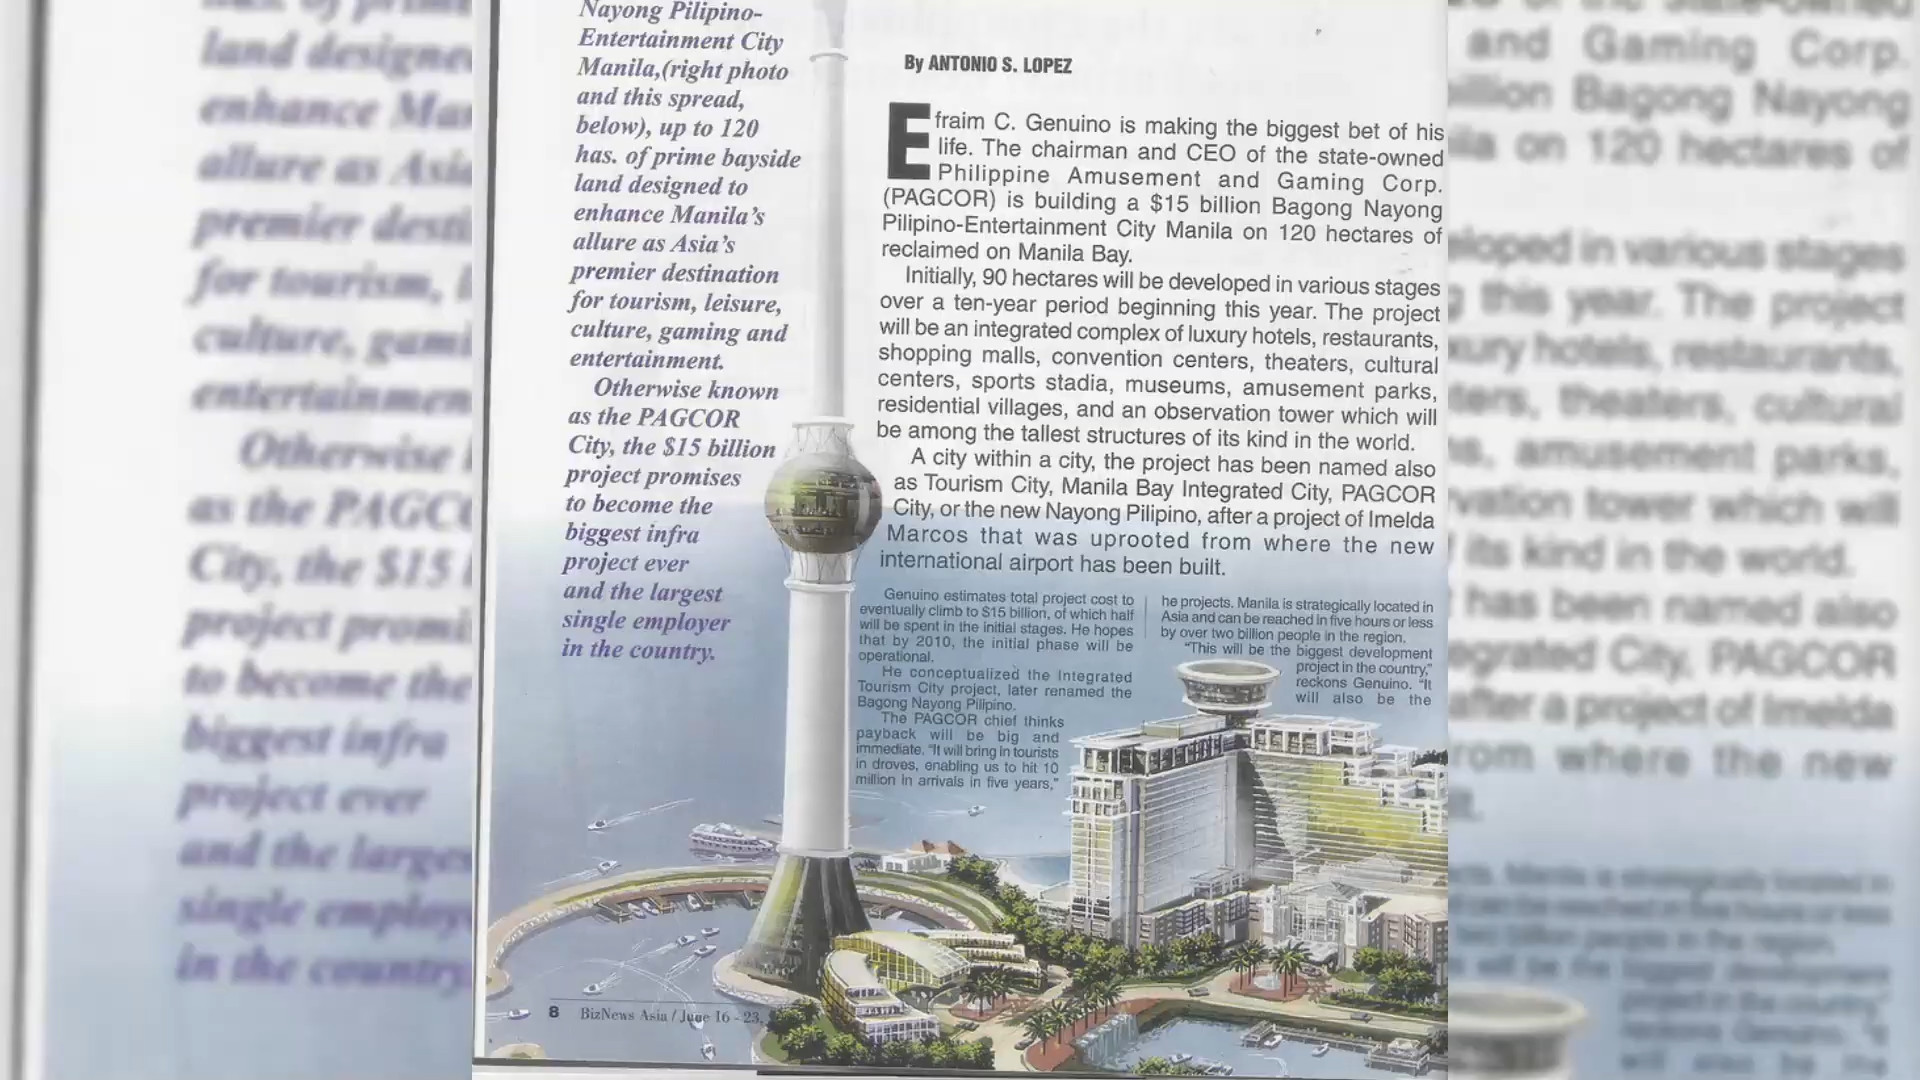 Nayong Pilipino-
Entertainment City
Manila,(right photo
and this spread,
below), up to 120
has. of prime bayside
land designed to
enhance Manila's
allure as Asia's
premier destination
for tourism, leisure,
culture, gaming and
entertainment.
Otherwise known
as the PAGCOR
City, the $15 billion
project promises
to become the
biggest infra
project ever
and the largest
single employer
in the country.
By ANTONIO S. LOPEZ
Efraim C. Genuino is making the biggest bet of his
life. The chairman and CEO of the state-owned
Philippine Amusement and Gaming Corp.
(PAGCOR) is building a $15 billion Bagong Nayong
Pilipino-Entertainment City Manila on 120 hectares of
reclaimed on Manila Bay.
Initially, 90 hectares will be developed in various stages
over a ten-year period beginning this year. The project
will be an integrated complex of luxury hotels, restaurants,
shopping malls, convention centers, theaters, cultural
centers, sports stadia, museums, amusement parks,
residential villages, and an observation tower which will
be among the tallest structures of its kind in the world.
A city within a city, the project has been named also
as Tourism City, Manila Bay Integrated City, PAGCOR
City, or the new Nayong Pilipino, after a project of Imelda
Marcos that was uprooted from where the new
international airport has been built.
Genuino estimates total project cost to
eventually climb to $15 billion, of which half
will be spent in the initial stages. He hopes
that by 2010, the initial phase will be
operational.
He conceptualized the Integrated
Tourism City project, later renamed the
Bagong Nayong Pilipino.
The PAGCOR chief thinks
payback will be big and
immediate. "It will bring in tourists
in droves, enabling us to hit 10
million in arrivals in five years,"
he projects. Manila is strategically located in
Asia and can be reached in five hours or less
by over two billion people in the region.
"This will be the biggest development
project in the country,"
reckons Genuino. "It
will also be the
8 BizNews Asia / June 16 - 23,